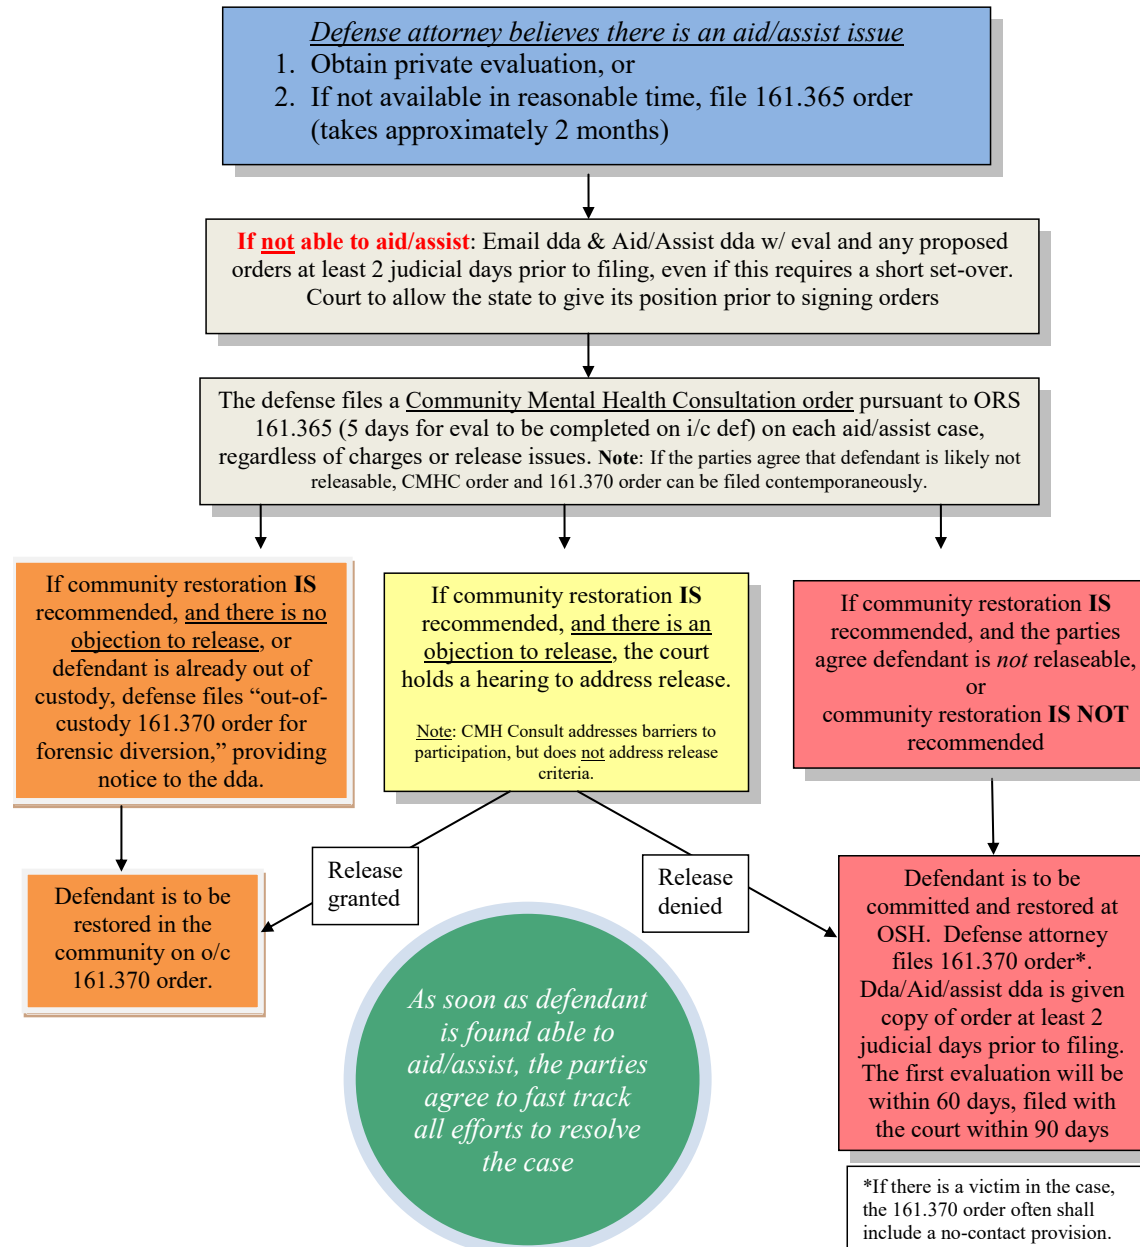 Defense attorney believes there is an aid/assist issue
1. Obtain private evaluation, or
2. If not available in reasonable time, file 161.365 order
(takes approximately 2 months)
If not able to aid/assist: Email dda & Aid/Assist dda w/ eval and any proposed
orders at least 2 judicial days prior to filing, even if this requires a short set-over.
Court to allow the state to give its position prior to signing orders
The defense files a Community Mental Health Consultation order pursuant to ORS
161.365 (5 days for eval to be completed on i/c def) on each aid/assist case,
regardless of charges or release issues. Note: If the parties agree that defendant is likely not
releasable, CMHC order and 161.370 order can be filed contemporaneously.
If community restoration IS
recommended, and there is no
objection to release, or
defendant is already out of
custody, defense files “out-of-
custody 161.370 order for
forensic diversion,” providing
notice to the dda.
If community restoration IS
recommended, and there is an
objection to release, the court
holds a hearing to address release.
Note: CMH Consult addresses barriers to
participation, but does not address release
criteria.
If community restoration IS
recommended, and the parties
agree defendant is not relaseable,
or
community restoration IS NOT
recommended
Release
granted
Release
denied
Defendant is to be
restored in the
community on o/c
161.370 order.
As soon as defendant
is found able to
aid/assist, the parties
agree to fast track
all efforts to resolve
the case
Defendant is to be
committed and restored at
OSH. Defense attorney
files 161.370 order*.
Dda/Aid/assist dda is given
copy of order at least 2
judicial days prior to filing.
The first evaluation will be
within 60 days, filed with
the court within 90 days
*If there is a victim in the case,
the 161.370 order often shall
include a no-contact provision.